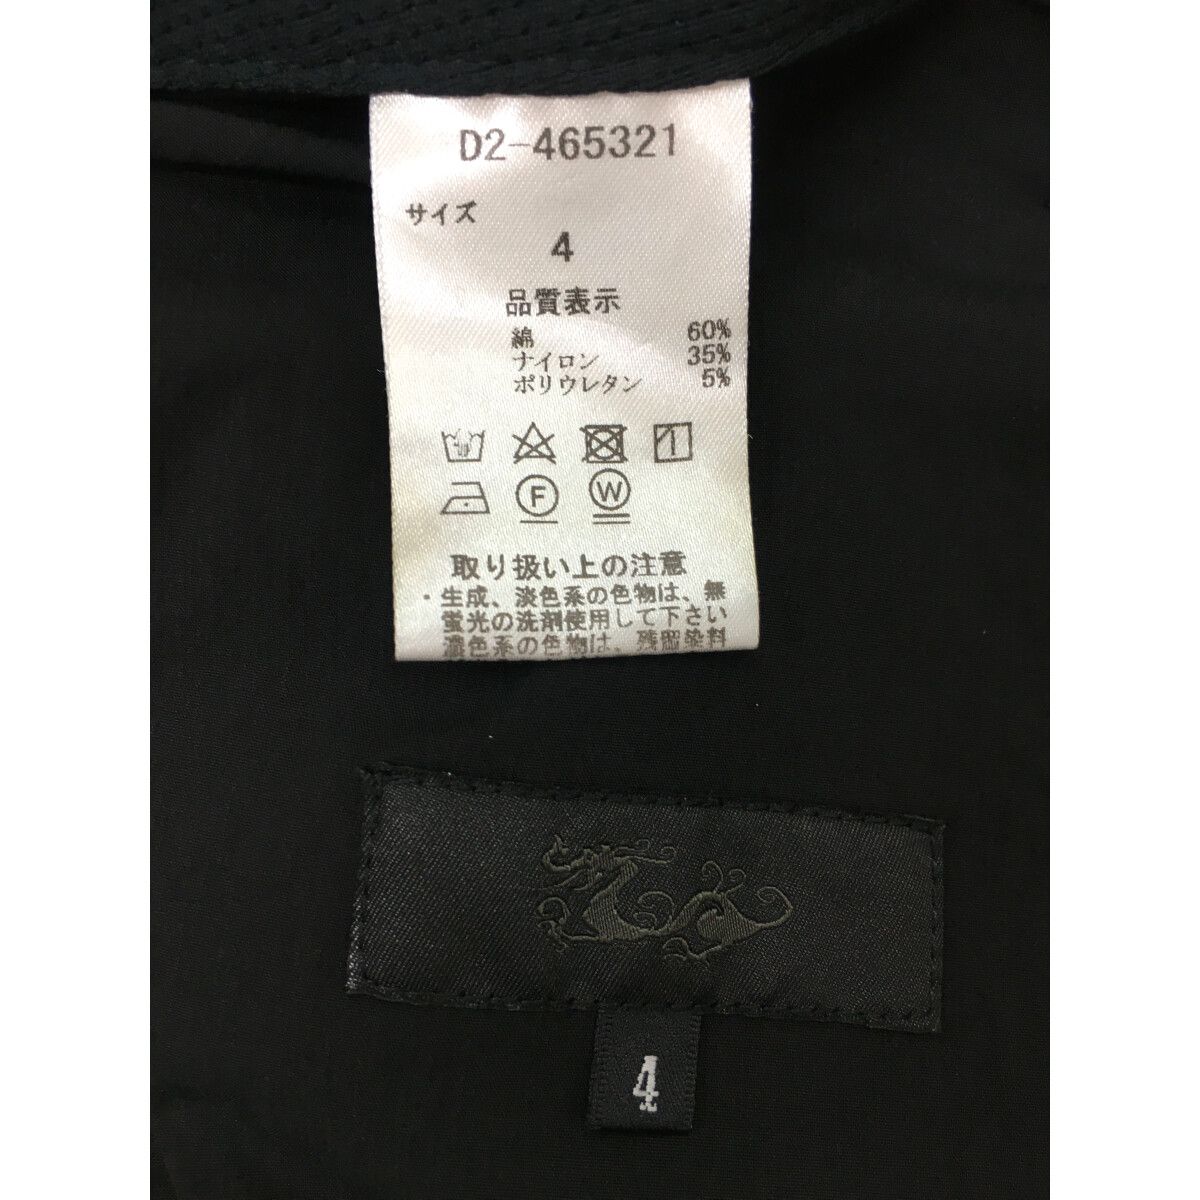 D2-465321
サイズ
4
品質表示
綿 60%
ナイロン 35%
ポリウレタン 5%
F W
取り扱い上の注意
・生成、淡色系の色物は、無
蛍光の洗剤使用して下さい
濃色系の色物は、残留染料
4